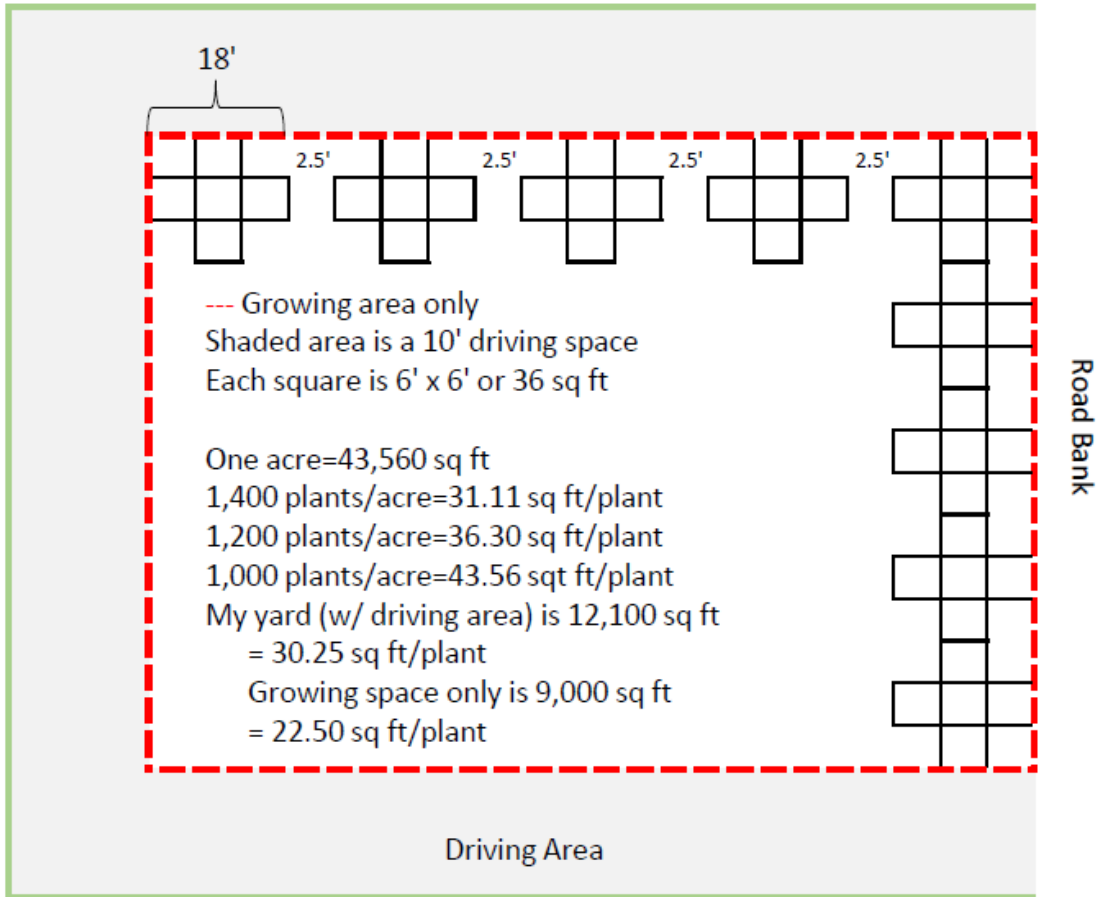 18'
2.5' 2.5' 2.5' 2.5'
--- Growing area only
Shaded area is a 10' driving space
Each square is 6' x 6' or 36 sq ft
One acre=43,560 sq ft
1,400 plants/acre=31.11 sq ft/plant
1,200 plants/acre=36.30 sq ft/plant
1,000 plants/acre=43.56 sqt ft/plant
My yard (w/ driving area) is 12,100 sq ft
= 30.25 sq ft/plant
Growing space only is 9,000 sq ft
= 22.50 sq ft/plant
Road Bank
Driving Area